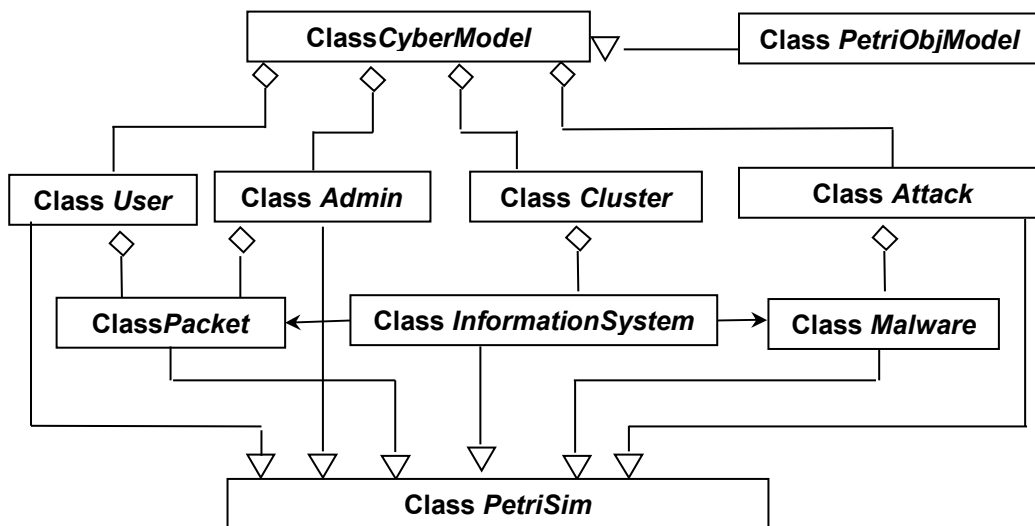 ClassCyberModel
Class PetriObjModel
Class User
Class Admin
Class Cluster
Class Attack
ClassPacket
Class InformationSystem
Class Malware
Class PetriSim